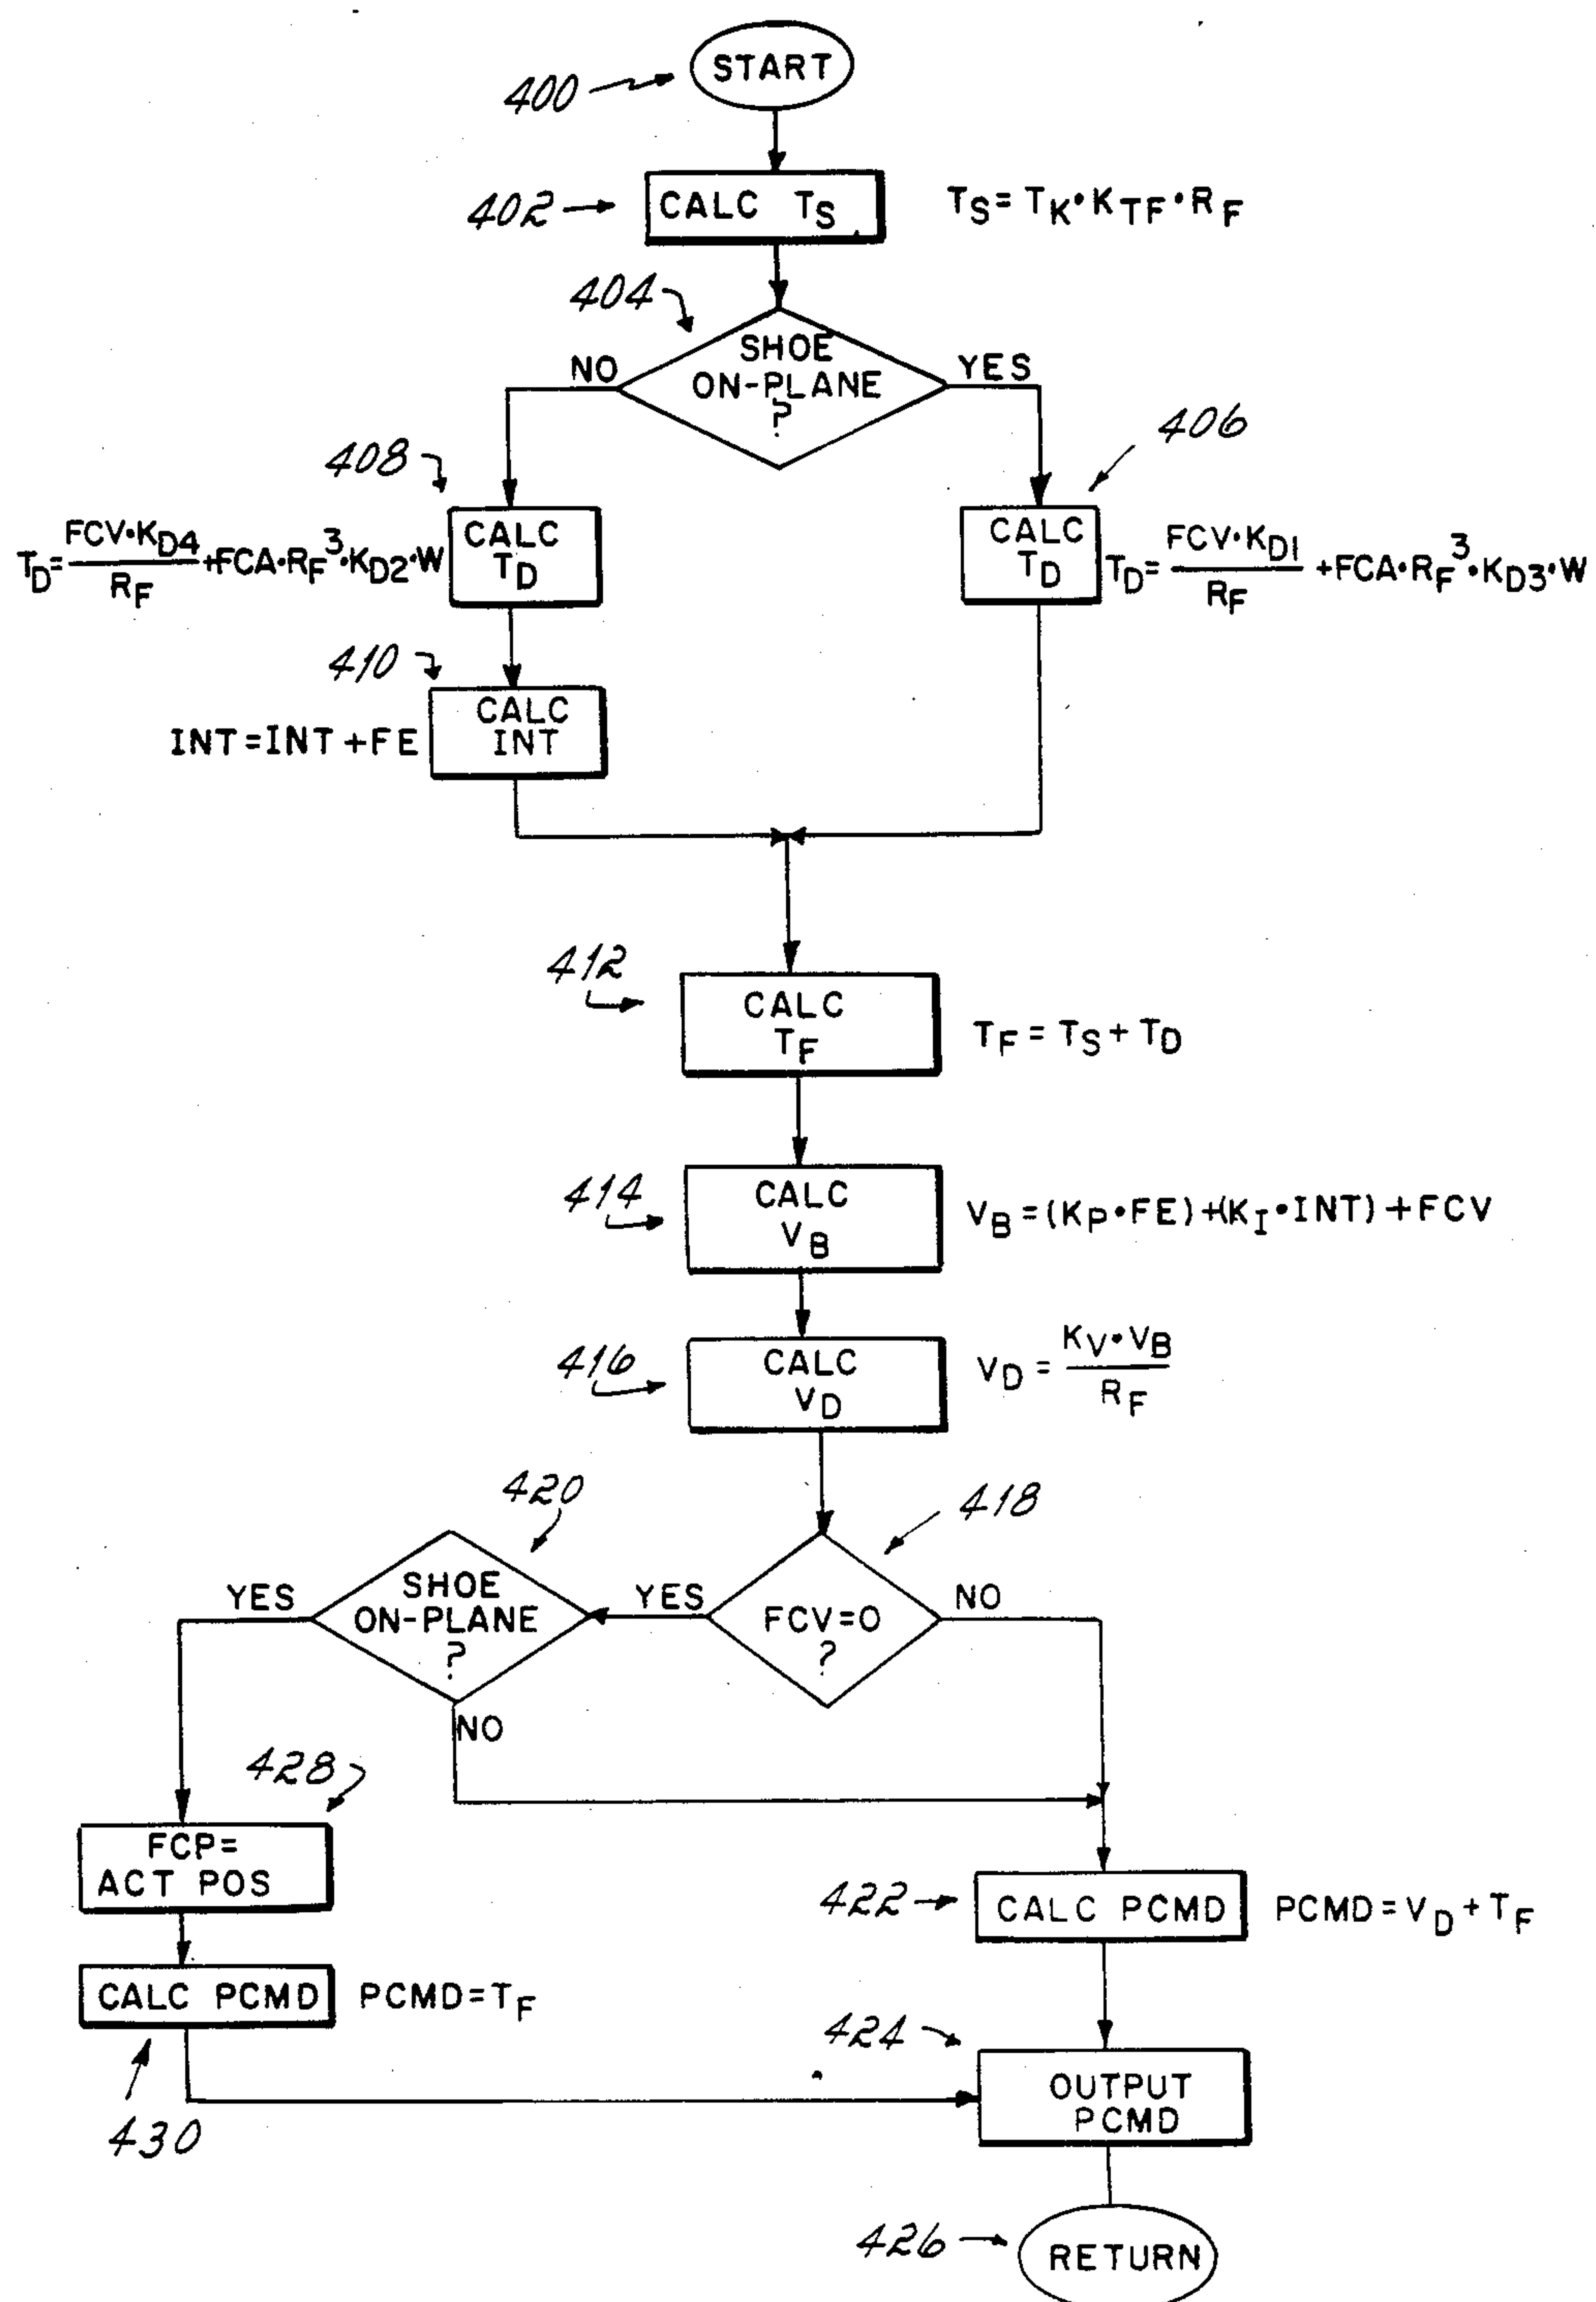 START
400
402
CALC T_S
T_S = T_K•K_TF•R_F
404
SHOE
ON-PLANE
?
NO
YES
406
408
CALC
T_D
T_D = FCV•K_D4 / R_F + FCA•R_F^3•K_D2•W
CALC
T_D
T_D = FCV•K_D1 / R_F + FCA•R_F^3•K_D3•W
410
CALC
INT
INT = INT + FE
412
CALC
T_F
T_F = T_S + T_D
414
CALC
V_B
V_B = (K_P•FE) + (K_I•INT) + FCV
416
CALC
V_D
V_D = K_V•V_B / R_F
420
418
YES
SHOE
ON-PLANE
?
YES
FCV=0
?
NO
NO
428
FCP=
ACT POS
422
CALC PCMD
PCMD = V_D + T_F
CALC PCMD
PCMD = T_F
430
424
OUTPUT
PCMD
426
RETURN